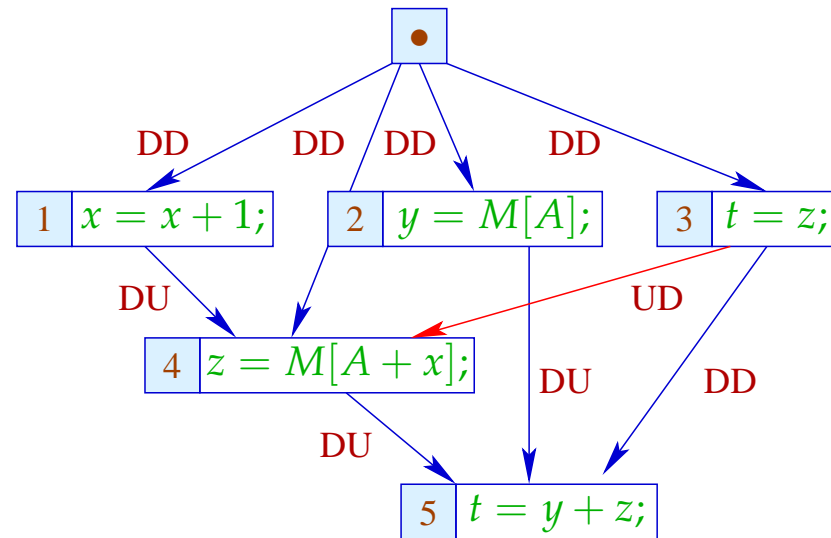 •
DD DD DD DD
1 x = x + 1; 2 y = M[A]; 3 t = z;
DU UD
4 z = M[A + x]; DU DD
DU
5 t = y + z;